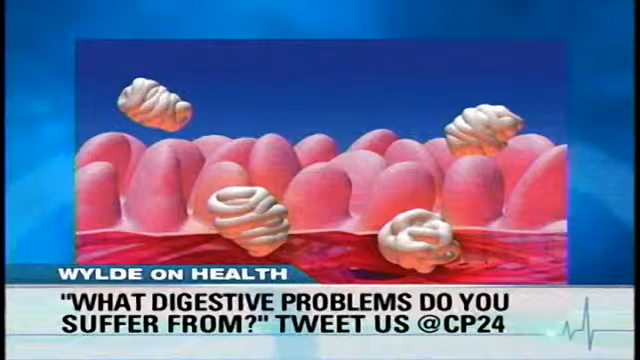 WYLDE ON HEALTH
"WHAT DIGESTIVE PROBLEMS DO YOU
SUFFER FROM?" TWEET US @CP24